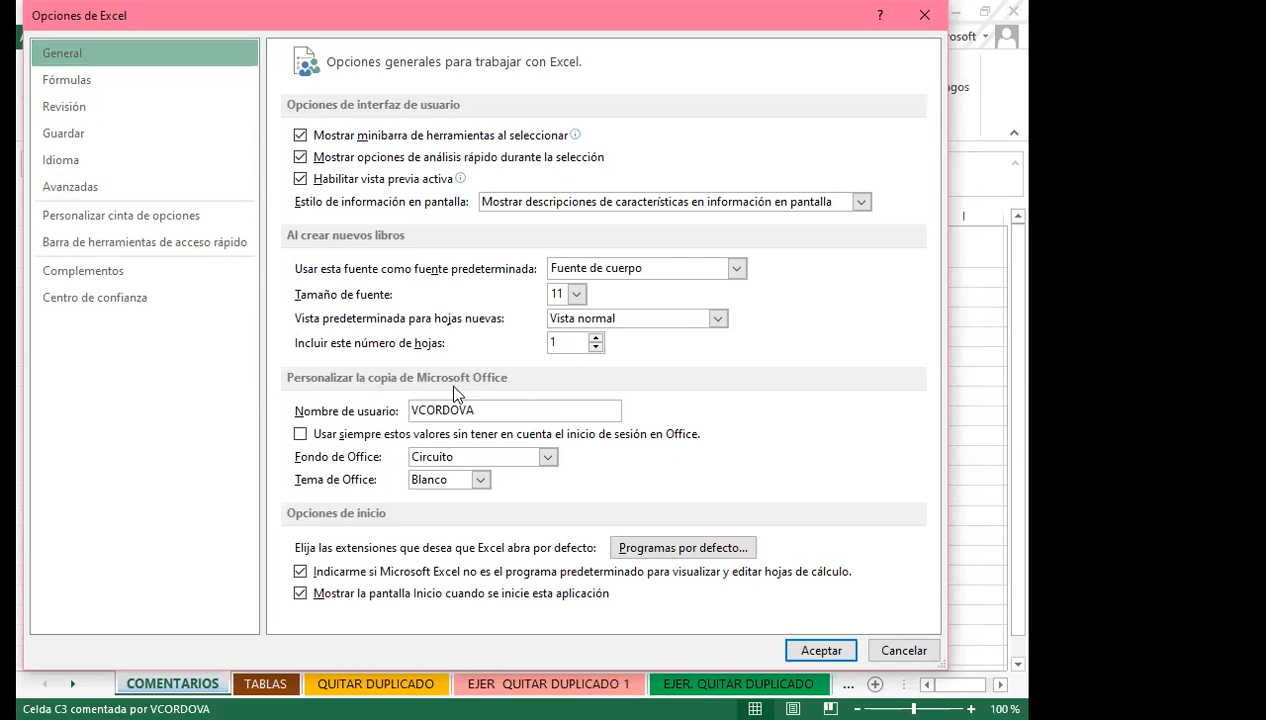 Opciones de Excel
?
osoft
General
Fórmulas
Revisión
Guardar
Idioma
Avanzadas
Personalizar cinta de opciones
Barra de herramientas de acceso rápido
Complementos
Centro de confianza
Opciones generales para trabajar con Excel.
Opciones de interfaz de usuario
Mostrar minibarra de herramientas al seleccionar
Mostrar opciones de análisis rápido durante la selección
Habilitar vista previa activa
Estilo de información en pantalla: Mostrar descripciones de características en información en pantalla
Al crear nuevos libros
Usar esta fuente como fuente predeterminada: Fuente de cuerpo
Tamaño de fuente: 11
Vista predeterminada para hojas nuevas: Vista normal
Incluir este número de hojas: 1
Personalizar la copia de Microsoft Office
Nombre de usuario: VCORDOVA
Usar siempre estos valores sin tener en cuenta el inicio de sesión en Office.
Fondo de Office: Circuito
Tema de Office: Blanco
Opciones de inicio
Elija las extensiones que desea que Excel abra por defecto: Programas por defecto...
Indicarme si Microsoft Excel no es el programa predeterminado para visualizar y editar hojas de cálculo.
Mostrar la pantalla Inicio cuando se inicie esta aplicación
Aceptar Cancelar
gos
I
COMENTARIOS TABLAS QUITAR DUPLICADO EJER QUITAR DUPLICADO 1 EJER. QUITAR DUPLICADO ...
Celda C3 comentada por VCORDOVA
100 %